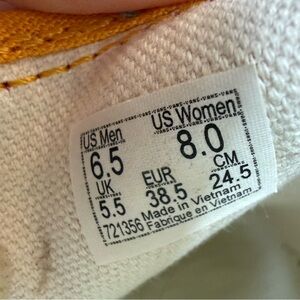 US Men US Women
6.5 8.0
UK EUR CM
5.5 38.5 24.5
721356 Made in Vietnam
Fabriqué en Vietnam